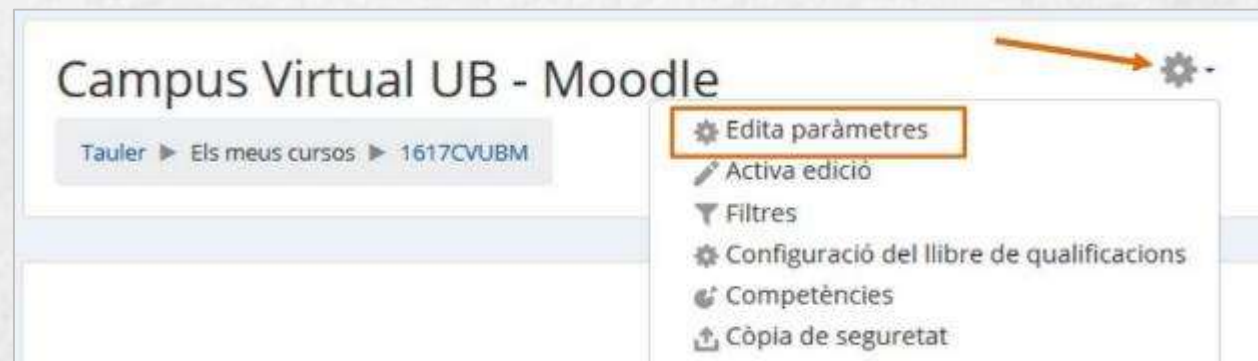 Campus Virtual UB - Moodle
Tauler ▶ Els meus cursos ▶ 1617CVUBM
Edita paràmetres
Activa edició
Filtres
Configuració del llibre de qualificacions
Competències
Còpia de seguretat